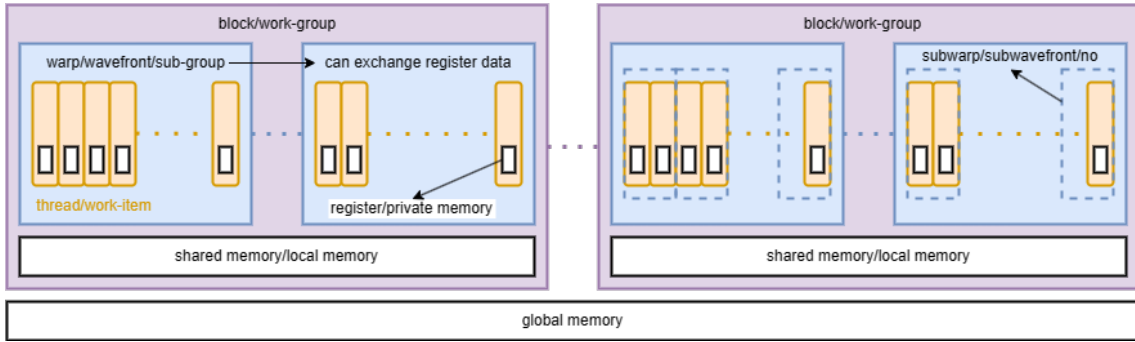 block/work-group
warp/wavefront/sub-group
can exchange register data
thread/work-item
register/private memory
shared memory/local memory
block/work-group
subwarp/subwavefront/no
shared memory/local memory
global memory